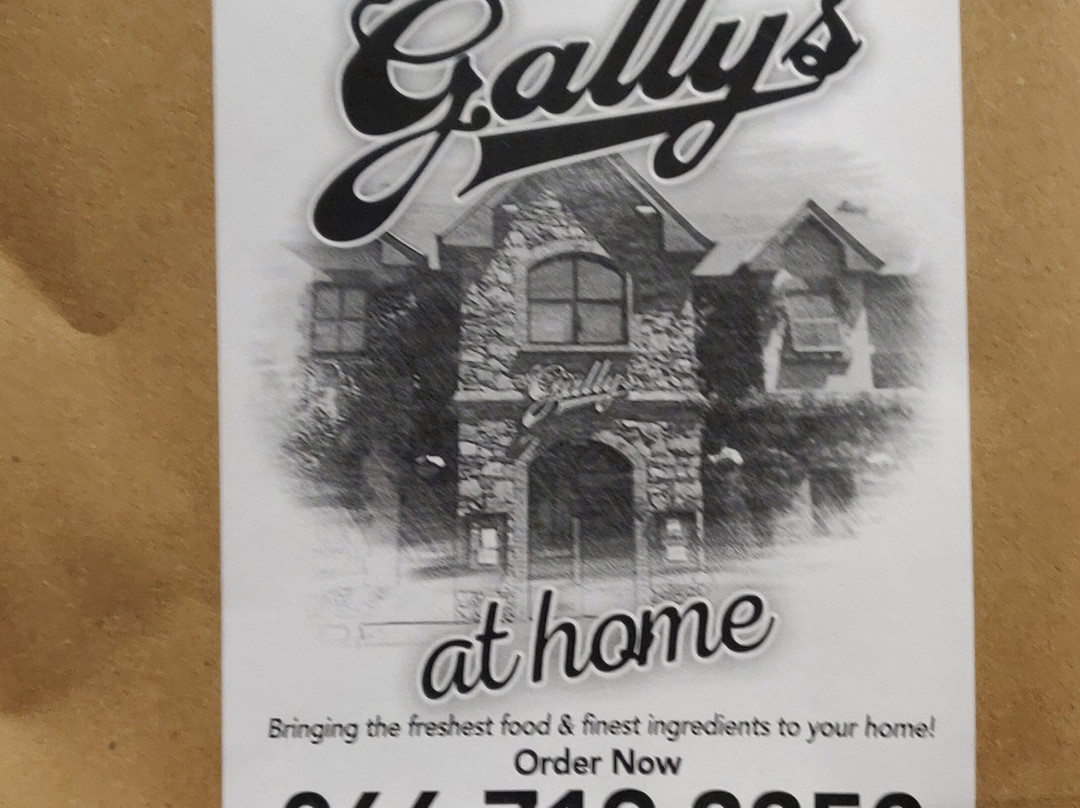 Gallys
Gallys
at home
Bringing the freshest food & finest ingredients to your home!
Order Now